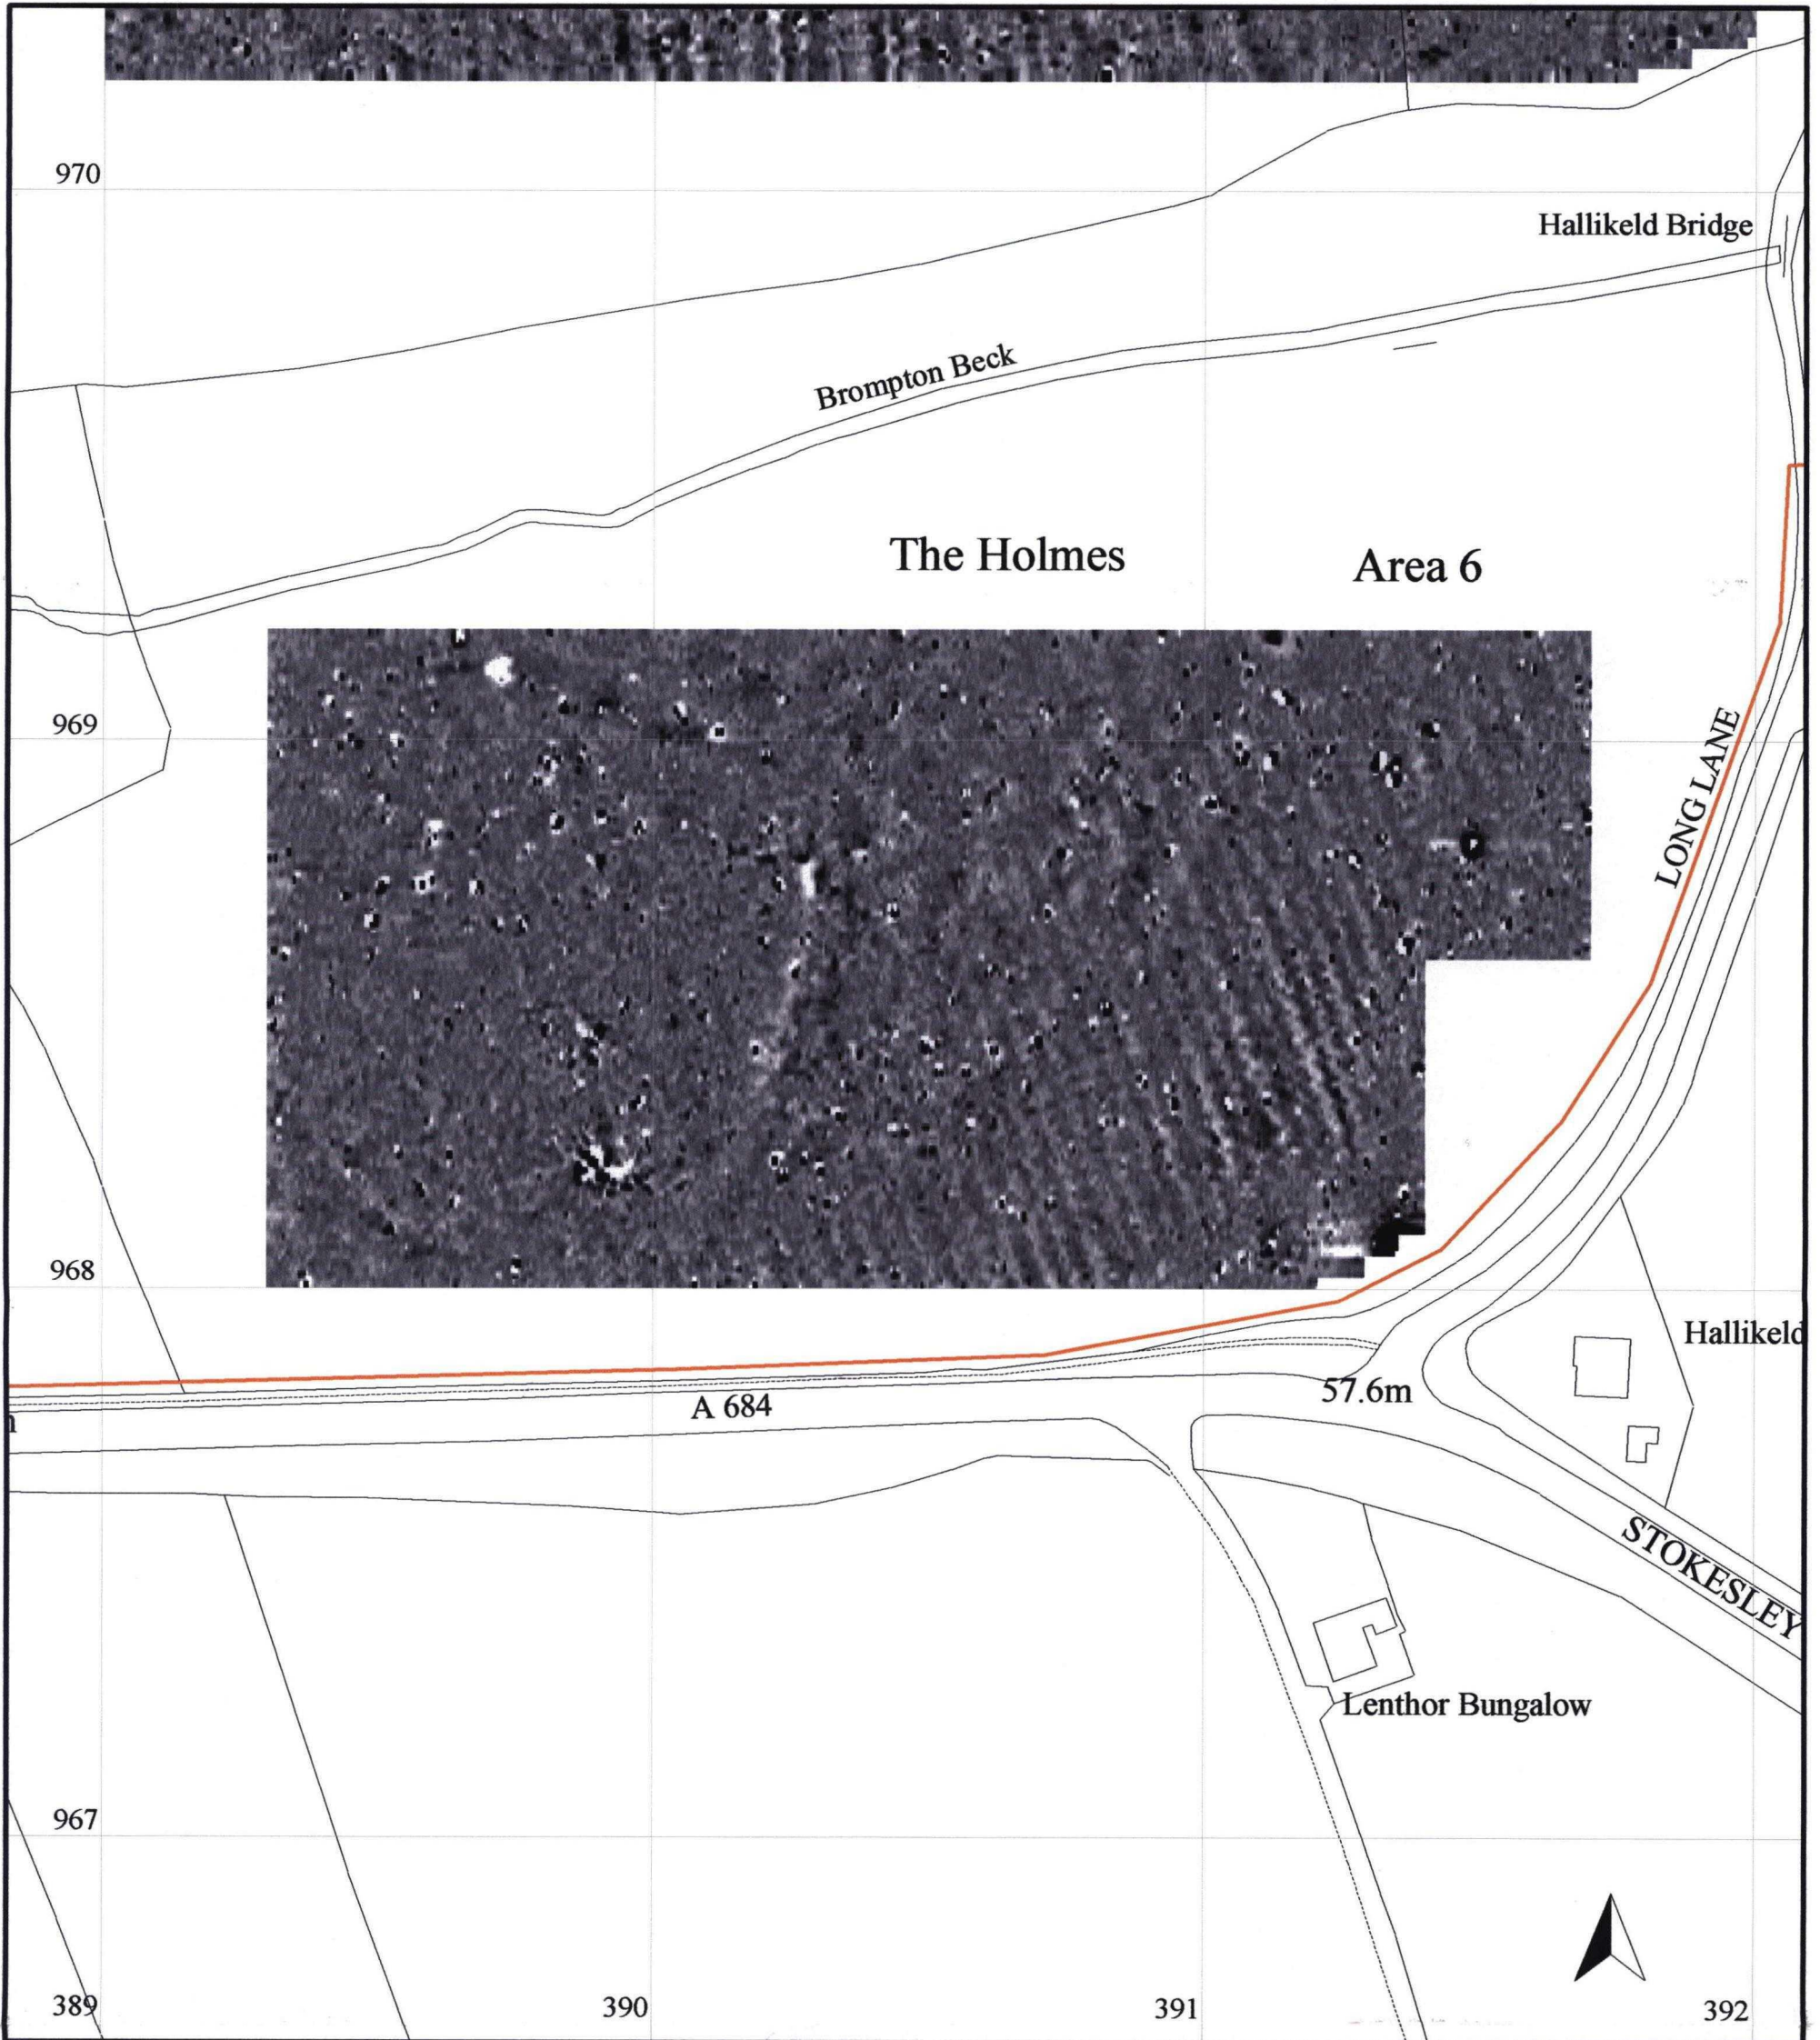 970
Hallikeld Bridge
Brompton Beck
The Holmes
Area 6
969
LONG LANE
968
Hallikeld
57.6m
A 684
STOKESLEY
Lenthor Bungalow
967
389
390
391
392